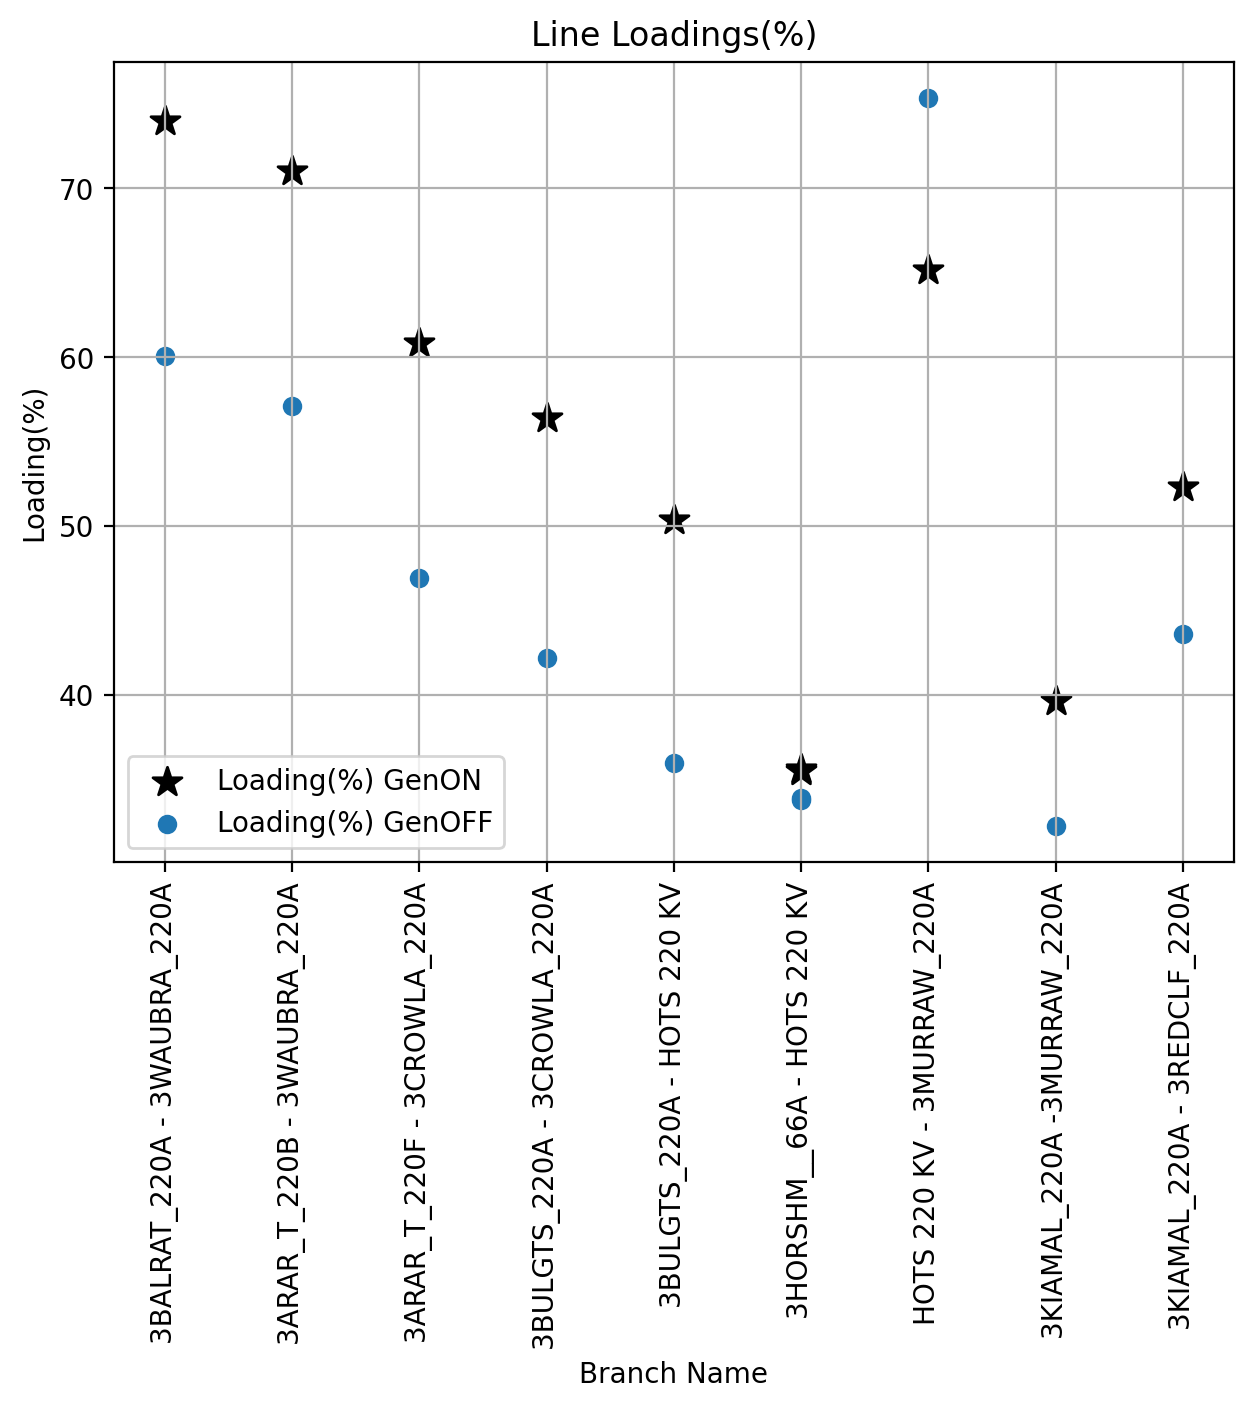 Line Loadings(%)
Loading(%)
70
60
50
40
Loading(%) GenON
Loading(%) GenOFF
3BALRAT_220A - 3WAUBRA_220A
3ARAR_T_220B - 3WAUBRA_220A
3ARAR_T_220F - 3CROWLA_220A
3BULGTS_220A - 3CROWLA_220A
3BULGTS_220A - HOTS 220 KV
3HORSHM__66A - HOTS 220 KV
HOTS 220 KV - 3MURRAW_220A
3KIAMAL_220A -3MURRAW_220A
3KIAMAL_220A - 3REDCLF_220A
Branch Name